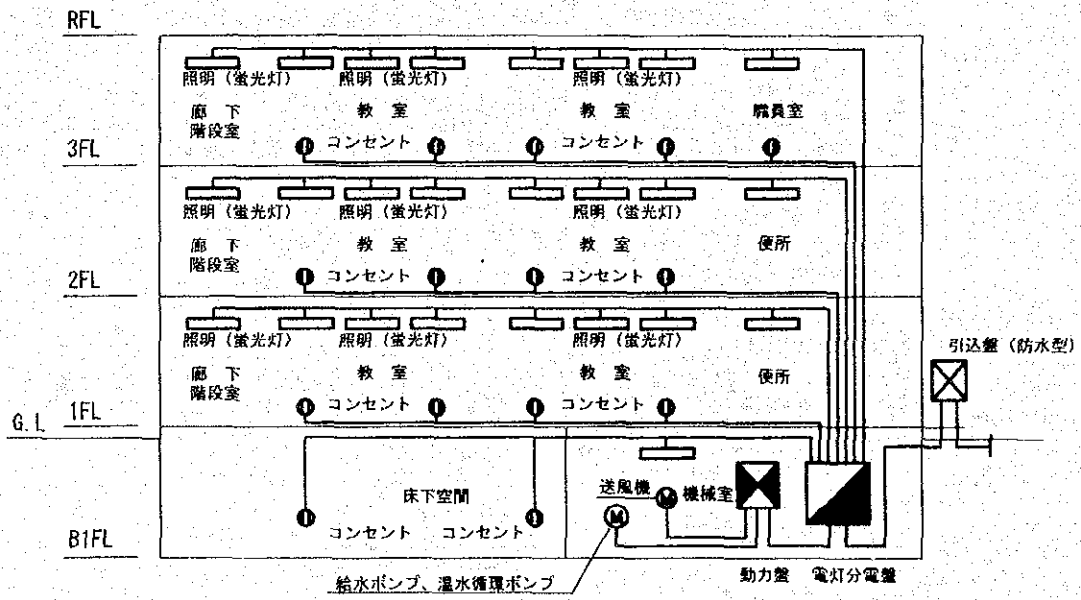 RFL
照明(蛍光灯) 照明(蛍光灯) 照明(蛍光灯)
廊下 教室 教室 職員室
階段室
コンセント コンセント
3FL
照明(蛍光灯) 照明(蛍光灯) 照明(蛍光灯)
廊下 教室 教室 便所
階段室
コンセント コンセント
2FL
照明(蛍光灯) 照明(蛍光灯) 照明(蛍光灯)
引込盤(防水型)
廊下 教室 教室 便所
階段室
コンセント コンセント
1FL
G.L
床下空間 送風機 M 機械室
M
コンセント コンセント
B1FL
動力盤 電灯分電盤
給水ポンプ、温水循環ポンプ